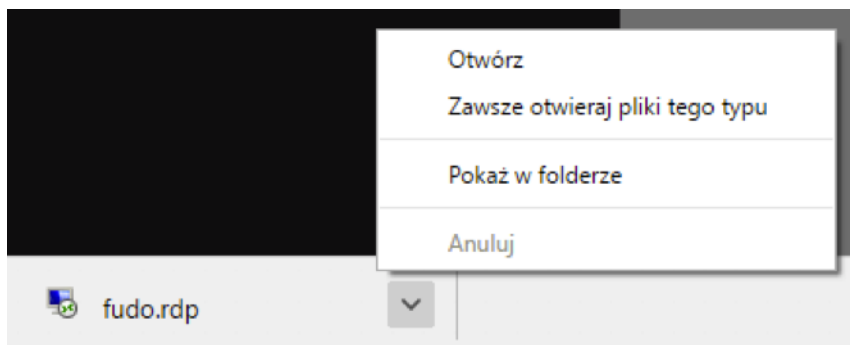 Otwórz
Zawsze otwieraj pliki tego typu
Pokaż w folderze
Anuluj
fudo.rdp